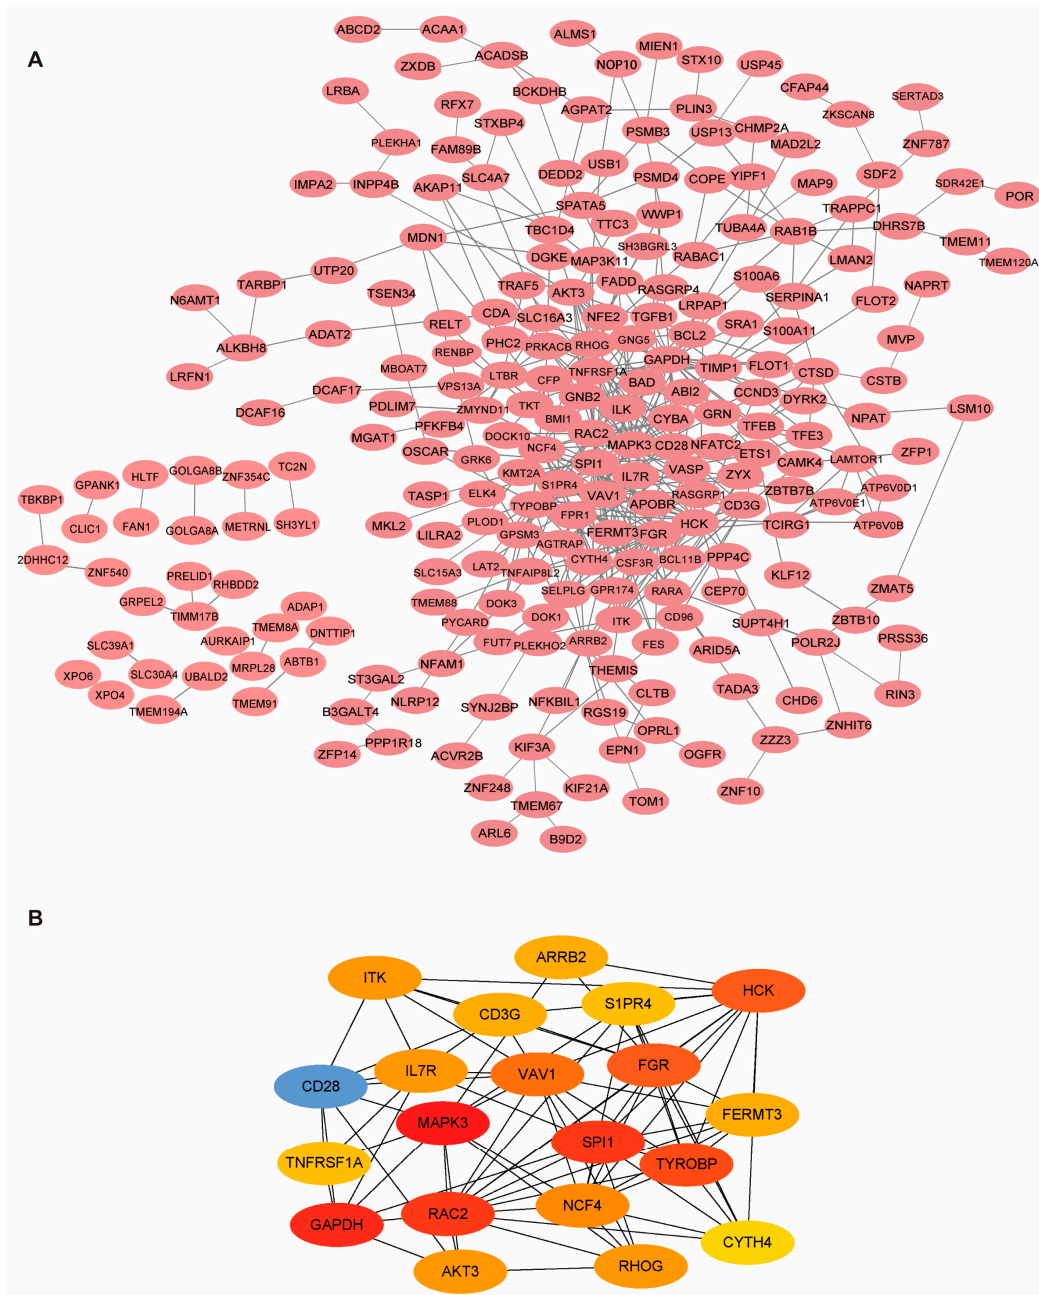 A
ABCD2
ACAA1
ALMS1
MIEN1
STX10
ZXDB
ACADSB
NOP10
USP45
LRBA
RFX7
BCKDHB
AGPAT2
PLIN3
CFAP44
SERTAD3
STXBP4
ZKSCAN8
PLEKHA1
FAM89B
PSMB3
USP13
CHMP2A
MAD2L2
ZNF787
IMPA2
INPP4B
AKAP11
SLC4A7
DEDD2
USB1
PSMD4
COPE
YIPF1
MAP9
SDF2
SDR42E1
POR
SPATA5
WWP1
TRAPPC1
MDN1
TBC1D4
TTC3
TUBA4A
RAB1B
DHRS7B
SH3BGRL3
UTP20
DGKE
MAP3K11
RABAC1
LMAN2
TMEM11
TMEM120A
TARBP1
TSEN34
TRAF5
AKT3
FADD
RASGRP4
S100A6
NAPRT
N6AMT1
LRPAP1
SERPINA1
FLOT2
ADAT2
RELT
CDA
SLC16A3
NFE2
TGFB1
BCL2
SRA1
S100A11
MVP
ALKBH8
RENBP
PHC2
PRKACB
RHOG
GNG5
GAPDH
LRFN1
MBOAT7
LTBR
CFP
TNFRSF1A
BAD
TIMP1
FLOT1
CTSD
CSTB
DCAF17
VPS13A
GNB2
ABI2
CCND3
DYRK2
DCAF16
PDLIM7
ZMYND11
TKT
BMI1
ILK
CYBA
GRN
TFEB
NPAT
LSM10
MGAT1
PFKFB4
DOCK10
RAC2
MAPK3
CD28
NFATC2
TFE3
OSCAR
GRK6
NCF4
SPI1
IL7R
VASP
ETS1
ZYX
CAMK4
LAMTOR1
ZFP1
GPANK1
HLTF
GOLGA8B
ZNF354C
TC2N
TASP1
ELK4
KMT2A
S1PR4
VAV1
RASGRP1
ZBTB7B
ATP6V0D1
ATP6V0E1
TBKBP1
CLIC1
FAN1
GOLGA8A
METRNL
SH3YL1
MKL2
PLOD1
TYPOBP
FPR1
APOBR
CD3G
HCK
TCIRG1
ATP6V0B
LILRA2
GPSM3
AGTRAP
FERMT3
FGR
2DHHC12
ZNF540
SLC15A3
LAT2
TNFAIP8L2
CYTH4
CSF3R
BCL11B
PPP4C
KLF12
PRELID1
RHBDD2
TMEM88
DOK3
SELPLG
GPR174
RARA
CEP70
ZMAT5
GRPEL2
TIMM17B
ADAP1
PYCARD
DOK1
ITK
CD96
SUPT4H1
ZBTB10
TMEM8A
DNTTIP1
FUT7
PLEKHO2
ARRB2
FES
ARID5A
POLR2J
PRSS36
SLC39A1
AURKAIP1
NFAM1
THEMIS
XPO6
SLC30A4
UBALD2
MRPL28
ABTB1
ST3GAL2
CLTB
TADA3
CHD6
RIN3
XPO4
TMEM194A
TMEM91
B3GALT4
NLRP12
SYNJ2BP
NFKBIL1
RGS19
OPRL1
ZNHIT6
ZFP14
PPP1R18
ACVR2B
KIF3A
EPN1
OGFR
ZZZ3
ZNF248
KIF21A
TOM1
ZNF10
TMEM67
ARL6
B9D2
B
ARRB2
ITK
HCK
S1PR4
CD3G
IL7R
VAV1
FGR
CD28
FERMT3
MAPK3
SPI1
TNFRSF1A
TYROBP
GAPDH
RAC2
NCF4
CYTH4
AKT3
RHOG